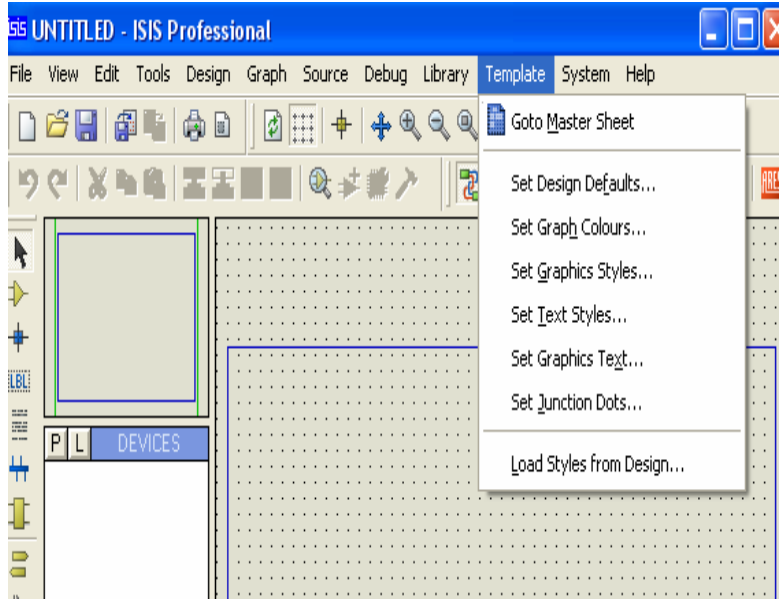 isis UNTITLED - ISIS Professional
File View Edit Tools Design Graph Source Debug Library Template System Help
Goto Master Sheet
Set Design Defaults...
Set Graph Colours...
Set Graphics Styles...
Set Text Styles...
Set Graphics Text...
Set Junction Dots...
Load Styles from Design...
ARES
LBL
P L DEVICES